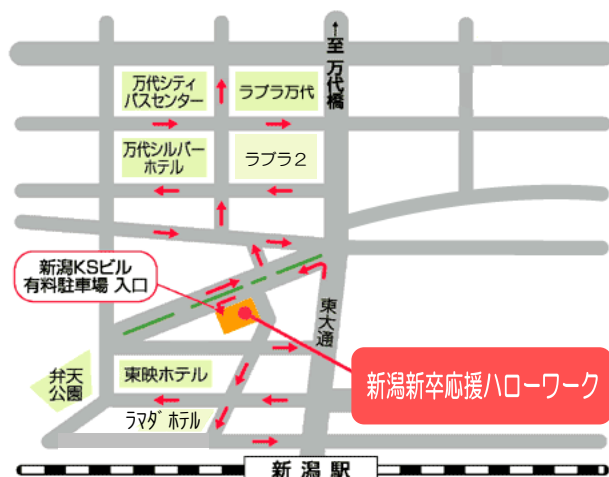 ↑至 万代橋
万代シティ
バスセンター
ラブラ万代
万代シルバー
ホテル
ラブラ2
新潟KSビル
有料駐車場 入口
東大通
新潟新卒応援ハローワーク
弁天
公園
東映ホテル
ラマダホテル
新潟駅